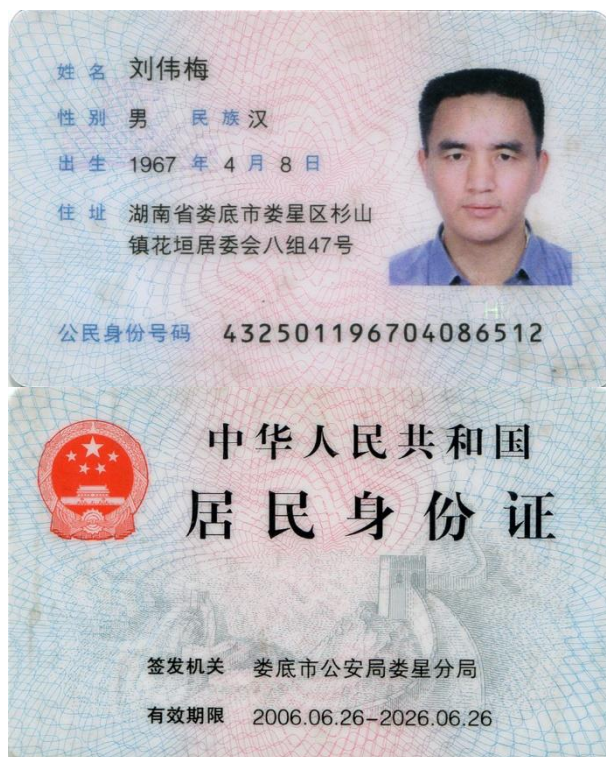 姓名 刘伟梅
性别 男 民族 汉
出生 1967 年 4 月 8 日
住址 湖南省娄底市娄星区杉山
镇花垣居委会八组47号
公民身份号码 432501196704086512
中华人民共和国
居民身份证
签发机关 娄底市公安局娄星分局
有效期限 2006.06.26-2026.06.26